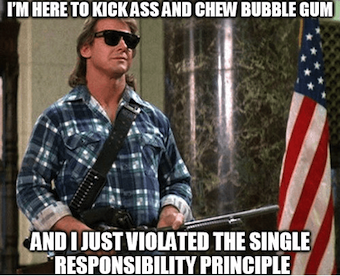 I'M HERE TO KICK ASS AND CHEW BUBBLE GUM
AND I JUST VIOLATED THE SINGLE
RESPONSIBILITY PRINCIPLE